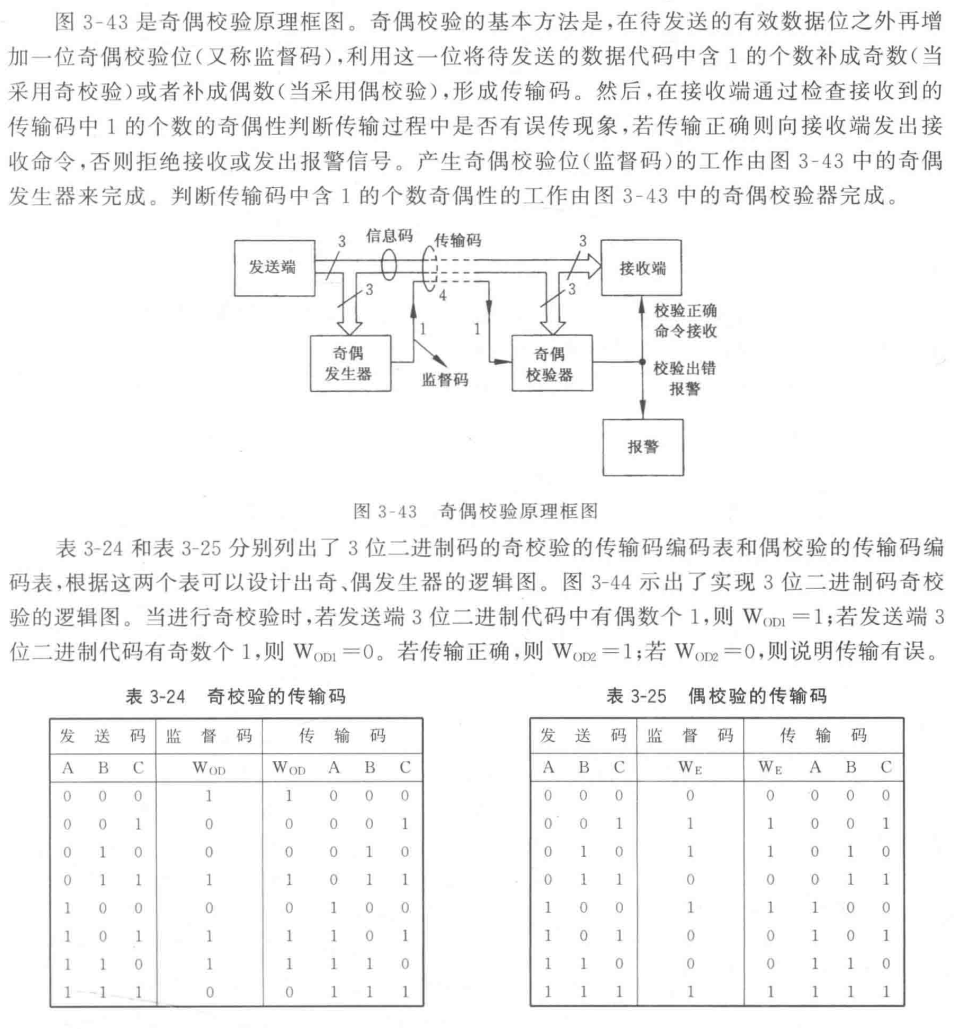 图 3-43 是奇偶校验原理框图。奇偶校验的基本方法是,在待发送的有效数据位之外再增
加一位奇偶校验位(又称监督码),利用这一位将待发送的数据代码中含 1 的个数补成奇数(当
采用奇校验)或者补成偶数(当采用偶校验),形成传输码。然后,在接收端通过检查接收到的
传输码中 1 的个数的奇偶性判断传输过程中是否有误传现象,若传输正确则向接收端发出接
收命令,否则拒绝接收或发出报警信号。产生奇偶校验位(监督码)的工作由图 3-43 中的奇偶
发生器来完成。判断传输码中含 1 的个数奇偶性的工作由图 3-43 中的奇偶校验器完成。
3 信息码 传输码 3
发送端 接收端
3 4 3
校验正确
命令接收
1 1
奇偶
发生器
监督码
奇偶
校验器
校验出错
报警
报警
图 3-43 奇偶校验原理框图
表 3-24 和表 3-25 分别列出了 3 位二进制码的奇校验的传输码编码表和偶校验的传输码编
码表,根据这两个表可以设计出奇、偶发生器的逻辑图。图 3-44 示出了实现 3 位二进制码奇校
验的逻辑图。当进行奇校验时,若发送端 3 位二进制代码中有偶数个 1,则 WOD1=1;若发送端 3
位二进制代码有奇数个 1,则 WOD1=0。若传输正确,则 WOD2=1;若 WOD2=0,则说明传输有误。
表 3-24 奇校验的传输码
发 送 码 监 督 码 传 输 码
A B C WOD WOD A B C
0 0 0 1 1 0 0 0
0 0 1 0 0 0 0 1
0 1 0 0 0 0 1 0
0 1 1 1 1 0 1 1
1 0 0 0 0 1 0 0
1 0 1 1 1 1 0 1
1 1 0 1 1 1 1 0
1 1 1 0 0 1 1 1
表 3-25 偶校验的传输码
发 送 码 监 督 码 传 输 码
A B C WE WE A B C
0 0 0 0 0 0 0 0
0 0 1 1 1 0 0 1
0 1 0 1 1 0 1 0
0 1 1 0 0 0 1 1
1 0 0 1 1 1 0 0
1 0 1 0 0 1 0 1
1 1 0 0 0 1 1 0
1 1 1 1 1 1 1 1